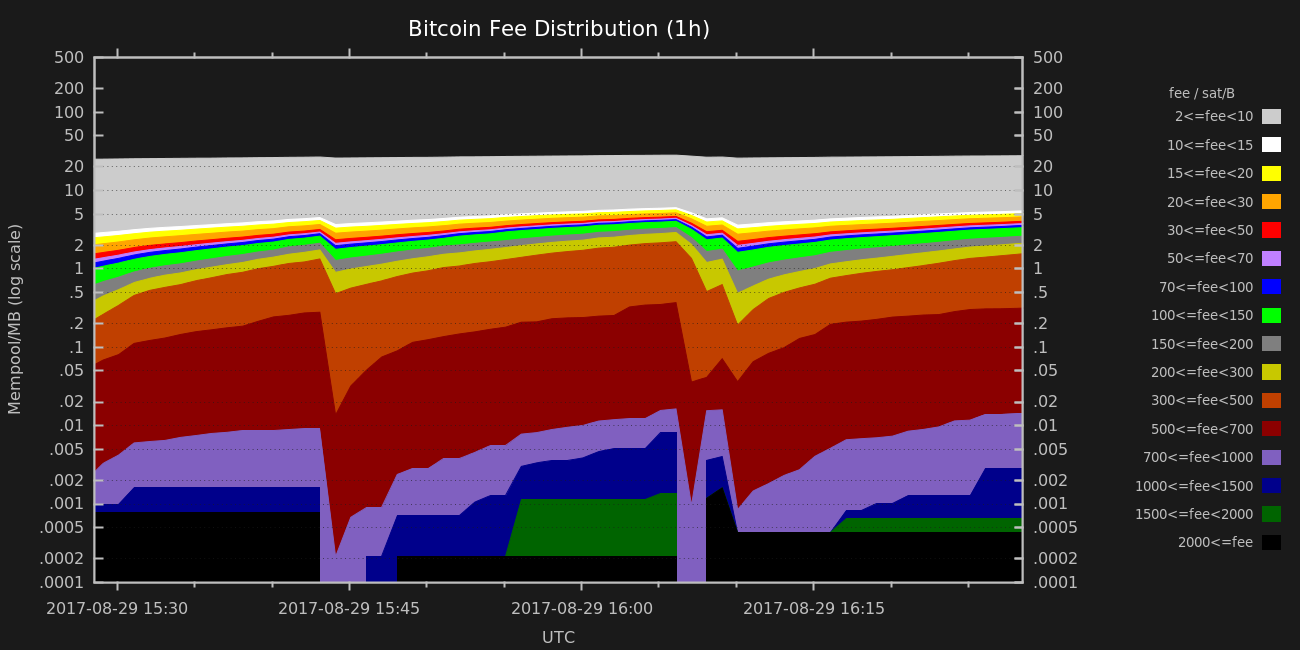 Bitcoin Fee Distribution (1h)
Mempool/MB (log scale)
500
200
100
50
20
10
5
2
1
.5
.2
.1
.05
.02
.01
.005
.002
.001
.0005
.0002
.0001
500
200
100
50
20
10
5
2
1
.5
.2
.1
.05
.02
.01
.005
.002
.001
.0005
.0002
.0001
2017-08-29 15:30
2017-08-29 15:45
2017-08-29 16:00
2017-08-29 16:15
UTC
fee / sat/B
2<=fee<10
10<=fee<15
15<=fee<20
20<=fee<30
30<=fee<50
50<=fee<70
70<=fee<100
100<=fee<150
150<=fee<200
200<=fee<300
300<=fee<500
500<=fee<700
700<=fee<1000
1000<=fee<1500
1500<=fee<2000
2000<=fee